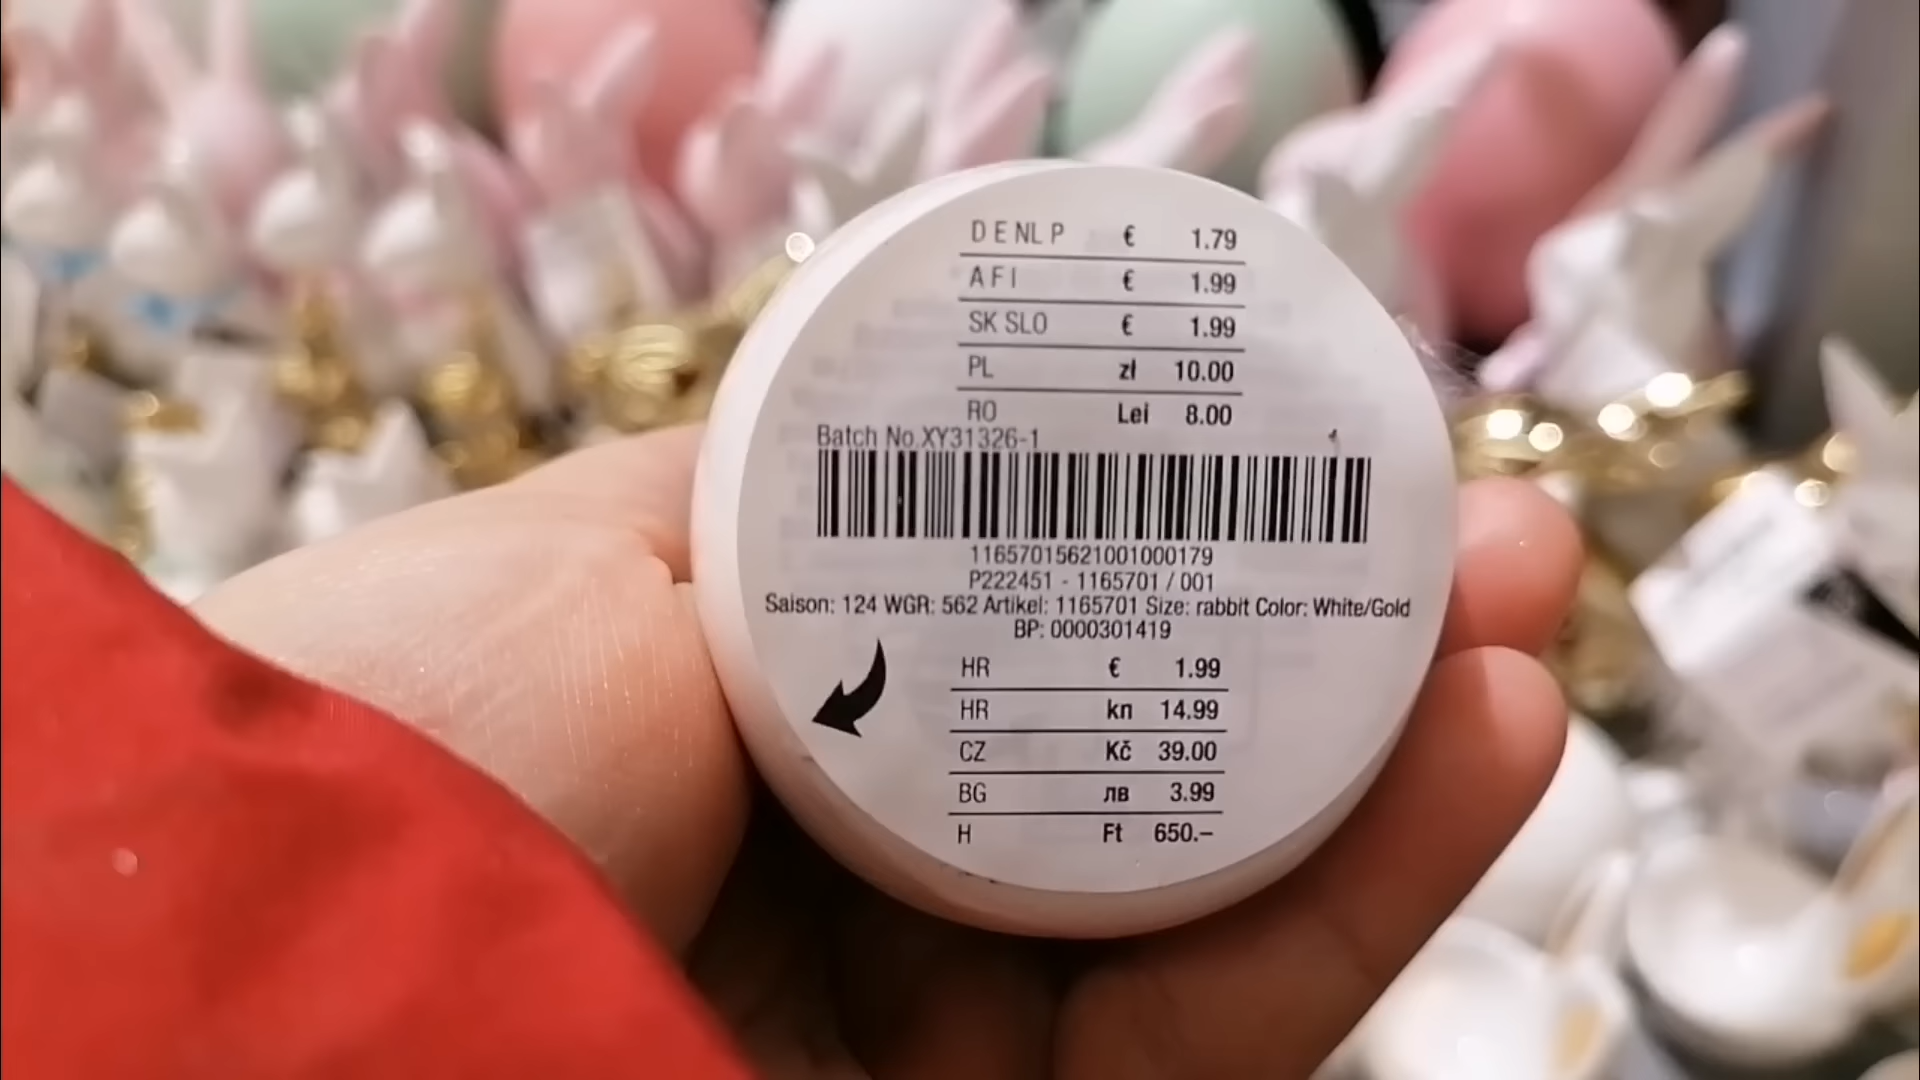 D E NL P € 1.79
A F I € 1.99
SK SLO € 1.99
PL zł 10.00
RO Lei 8.00
Batch No.XY31326-1
11657015621001000179
P222451 - 1165701 / 001
Saison: 124 WGR: 562 Artikel: 1165701 Size: rabbit Color: White/Gold
BP: 0000301419
HR € 1.99
HR kn 14.99
CZ Kč 39.00
BG лв 3.99
H Ft 650.–